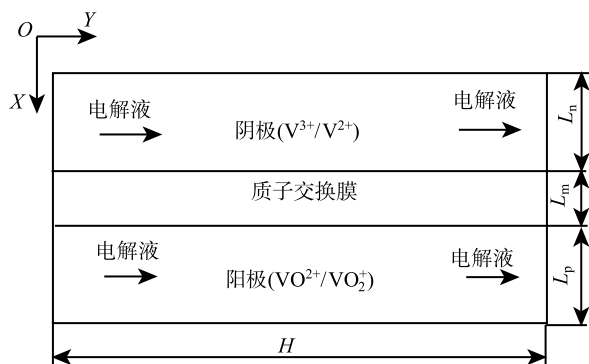 O Y
X
电解液 电解液
阴极(V³⁺/V²⁺)
Lₙ
质子交换膜
Lₘ
电解液 电解液
阳极(VO²⁺/VO₂⁺)
Lₚ
H